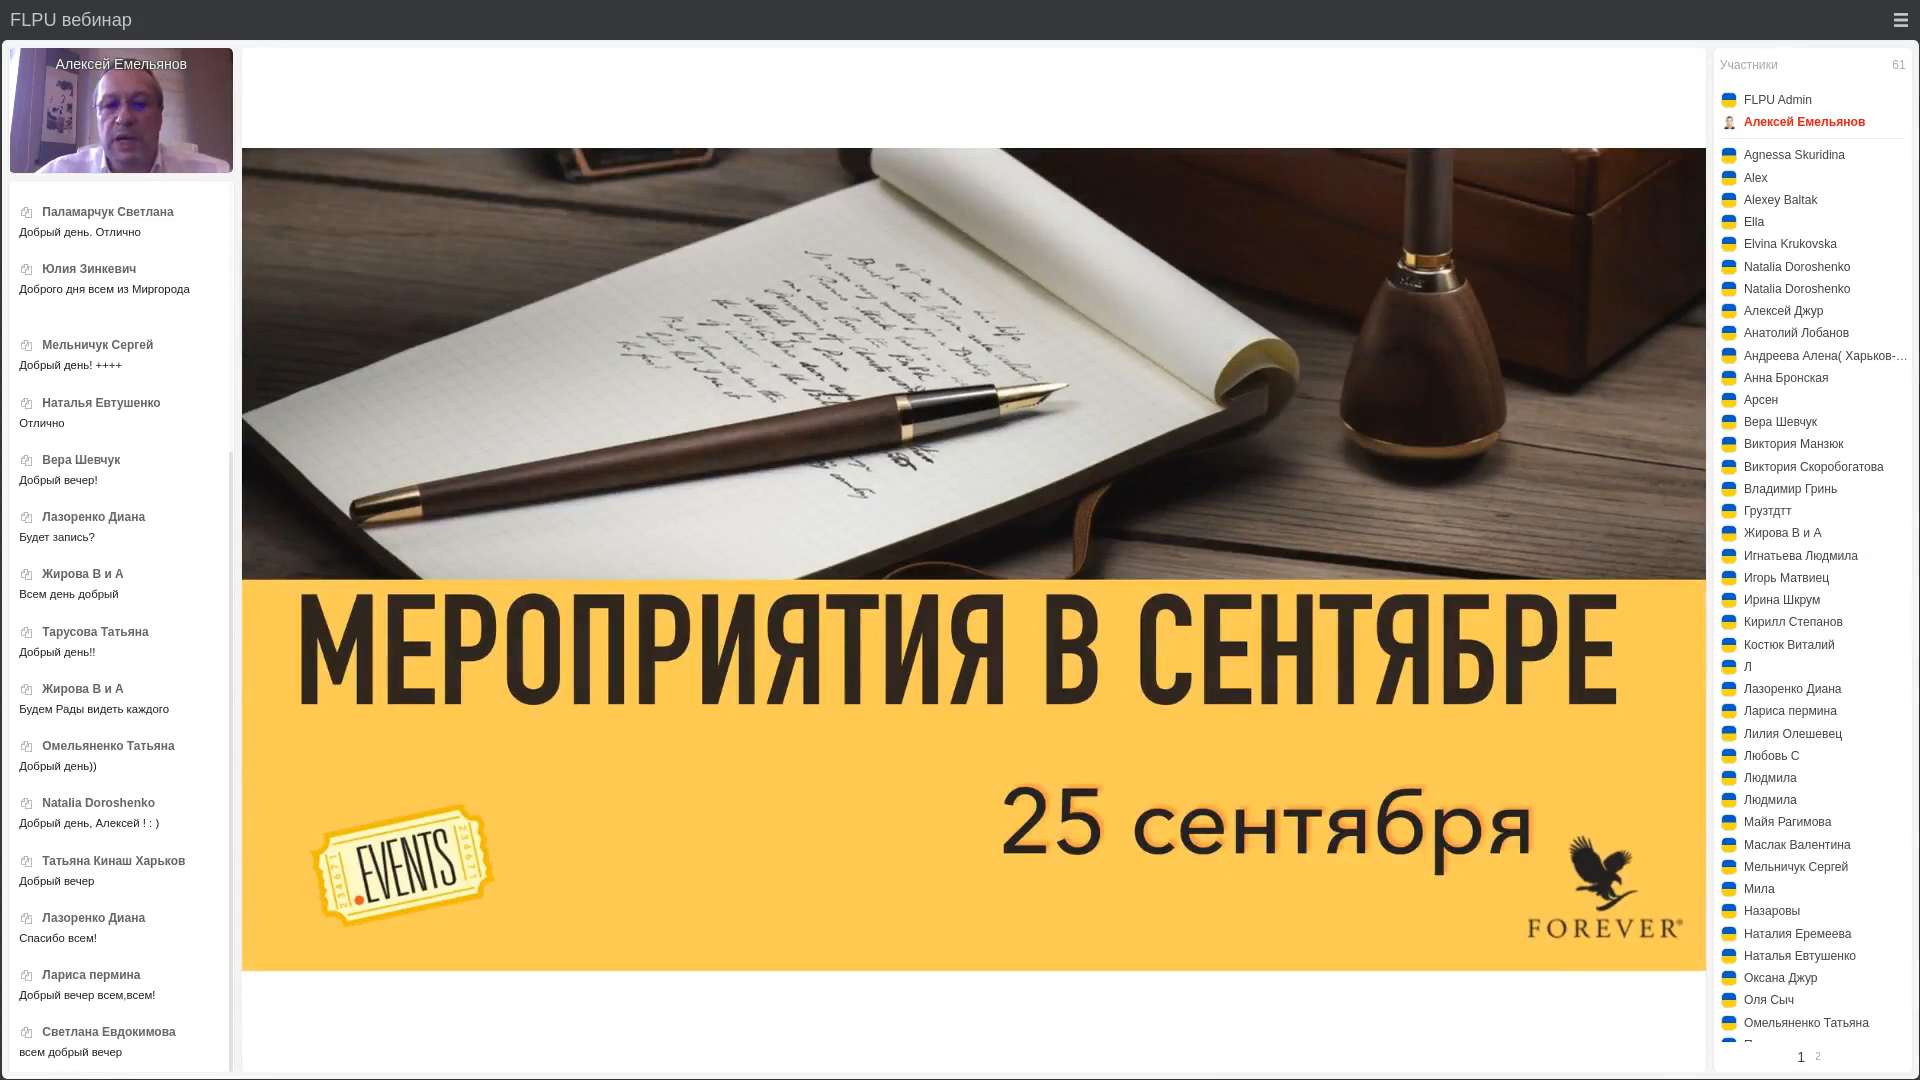 FLPU вебинар
Алексей Емельянов
Паламарчук Светлана
Добрый день. Отлично
Юлия Зинкевич
Доброго дня всем из Миргорода
Мельничук Сергей
Добрый день! ++++
Наталья Евтушенко
Отлично
Вера Шевчук
Добрый вечер!
Лазоренко Диана
Будет запись?
Жирова В и А
Всем день добрый
Тарусова Татьяна
Добрый день!!
Жирова В и А
Будем Рады видеть каждого
Омельяненко Татьяна
Добрый день))
Natalia Doroshenko
Добрый день, Алексей ! : )
Татьяна Кинаш Харьков
Добрый вечер
Лазоренко Диана
Спасибо всем!
Лариса пермина
Добрый вечер всем,всем!
Светлана Евдокимова
всем добрый вечер
МЕРОПРИЯТИЯ В СЕНТЯБРЕ
25 сентября
234671
.EVENTS
234671
FOREVER®
Участники 61
FLPU Admin
Алексей Емельянов
Agnessa Skuridina
Alex
Alexey Baltak
Ella
Elvina Krukovska
Natalia Doroshenko
Natalia Doroshenko
Алексей Джур
Анатолий Лобанов
Андреева Алена( Харьков-...
Анна Бронская
Арсен
Вера Шевчук
Виктория Манзюк
Виктория Скоробогатова
Владимир Гринь
Груздтт
Жирова В и А
Игнатьева Людмила
Игорь Матвиец
Ирина Шкрум
Кирилл Степанов
Костюк Виталий
Л
Лазоренко Диана
Лариса пермина
Лилия Олешевец
Любовь С
Людмила
Людмила
Майя Рагимова
Маслак Валентина
Мельничук Сергей
Мила
Назаровы
Наталия Еремеева
Наталья Евтушенко
Оксана Джур
Оля Сыч
Омельяненко Татьяна
1 2